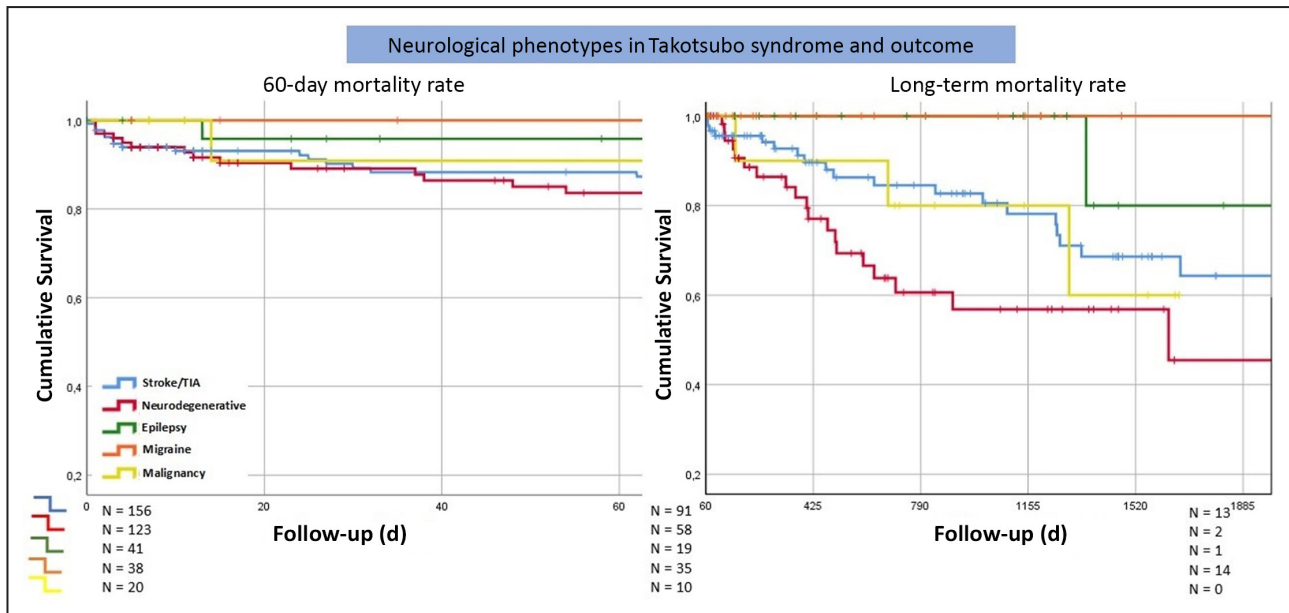 Neurological phenotypes in Takotsubo syndrome and outcome
60-day mortality rate
Cumulative Survival
1,0
0,8
0,6
0,4
0,2
Stroke/TIA
Neurodegenerative
Epilepsy
Migraine
Malignancy
0 20 40 60
Follow-up (d)
N = 156
N = 123
N = 41
N = 38
N = 20
Long-term mortality rate
Cumulative Survival
1,0
0,8
0,6
0,4
0,2
60 425 790 1155 1520 1885
Follow-up (d)
N = 91
N = 58
N = 19
N = 35
N = 10
N = 13
N = 2
N = 1
N = 14
N = 0